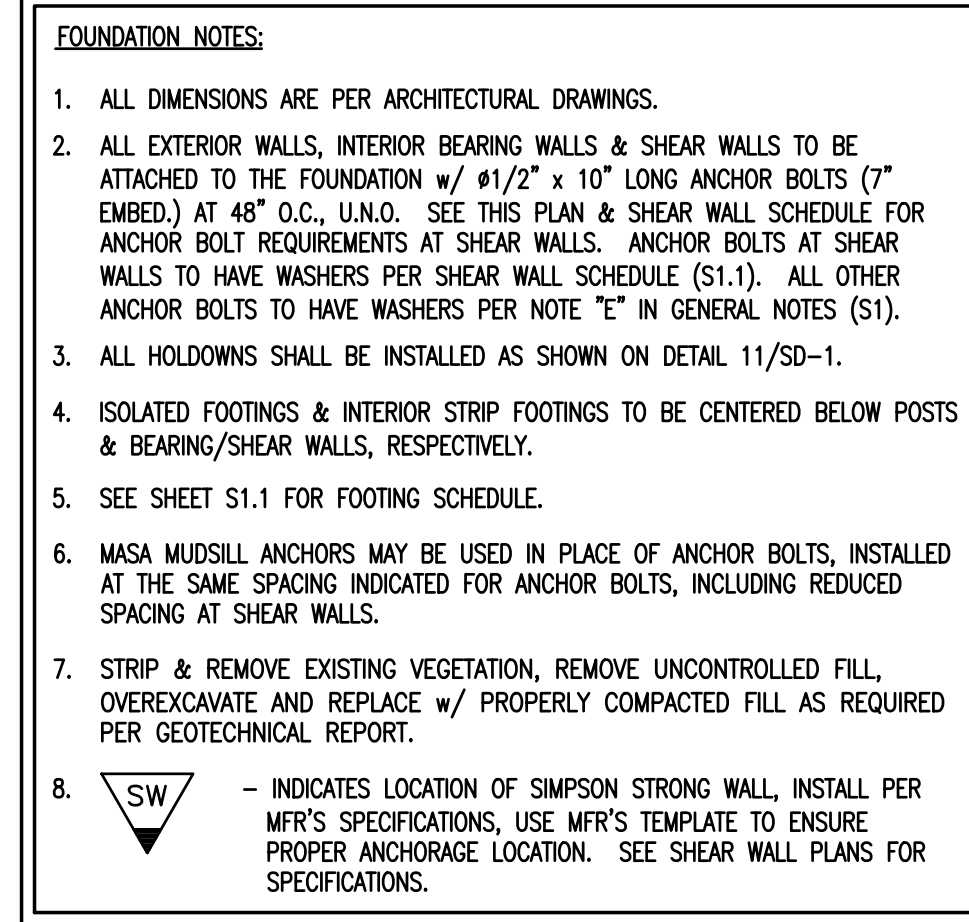 FOUNDATION NOTES:
1. ALL DIMENSIONS ARE PER ARCHITECTURAL DRAWINGS.
2. ALL EXTERIOR WALLS, INTERIOR BEARING WALLS & SHEAR WALLS TO BE
ATTACHED TO THE FOUNDATION w/ ø1/2" x 10" LONG ANCHOR BOLTS (7"
EMBED.) AT 48" O.C., U.N.O. SEE THIS PLAN & SHEAR WALL SCHEDULE FOR
ANCHOR BOLT REQUIREMENTS AT SHEAR WALLS. ANCHOR BOLTS AT SHEAR
WALLS TO HAVE WASHERS PER SHEAR WALL SCHEDULE (S1.1). ALL OTHER
ANCHOR BOLTS TO HAVE WASHERS PER NOTE "E" IN GENERAL NOTES (S1).
3. ALL HOLDOWNS SHALL BE INSTALLED AS SHOWN ON DETAIL 11/SD-1.
4. ISOLATED FOOTINGS & INTERIOR STRIP FOOTINGS TO BE CENTERED BELOW POSTS
& BEARING/SHEAR WALLS, RESPECTIVELY.
5. SEE SHEET S1.1 FOR FOOTING SCHEDULE.
6. MASA MUDSILL ANCHORS MAY BE USED IN PLACE OF ANCHOR BOLTS, INSTALLED
AT THE SAME SPACING INDICATED FOR ANCHOR BOLTS, INCLUDING REDUCED
SPACING AT SHEAR WALLS.
7. STRIP & REMOVE EXISTING VEGETATION, REMOVE UNCONTROLLED FILL,
OVEREXCAVATE AND REPLACE w/ PROPERLY COMPACTED FILL AS REQUIRED
PER GEOTECHNICAL REPORT.
8. SW – INDICATES LOCATION OF SIMPSON STRONG WALL, INSTALL PER
MFR'S SPECIFICATIONS, USE MFR'S TEMPLATE TO ENSURE
PROPER ANCHORAGE LOCATION. SEE SHEAR WALL PLANS FOR
SPECIFICATIONS.